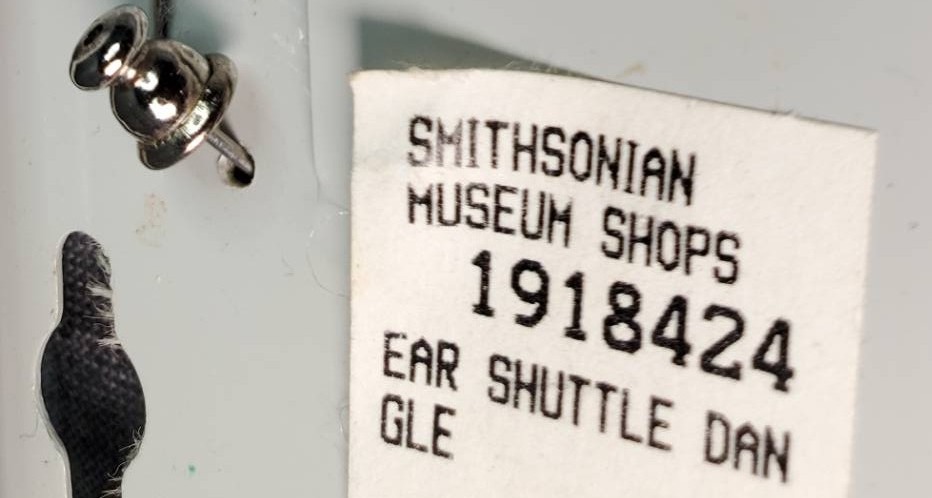 SMITHSONIAN
MUSEUM SHOPS
1918424
EAR SHUTTLE DAN
GLE